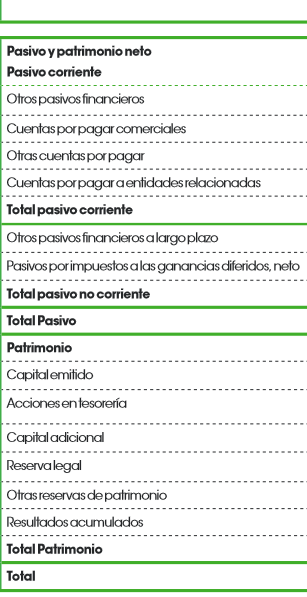 Pasivo y patrimonio neto
Pasivo corriente
Otros pasivos financieros
Cuentas por pagar comerciales
Otras cuentas por pagar
Cuentas por pagar a entidades relacionadas
Total pasivo corriente
Otros pasivos financieros a largo plazo
Pasivos por impuestos a las ganancias diferidos, neto
Total pasivo no corriente
Total Pasivo
Patrimonio
Capital emitido
Acciones en tesorería
Capital adicional
Reserva legal
Otras reservas de patrimonio
Resultados acumulados
Total Patrimonio
Total